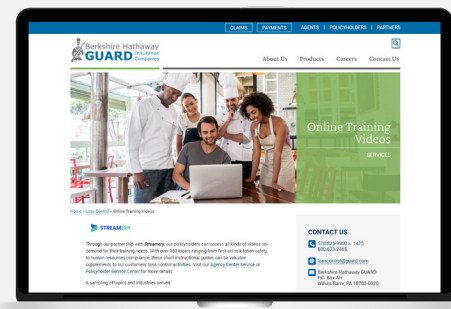 CLAIMS PAYMENTS AGENTS | POLICYHOLDERS | PARTNERS
Berkshire Hathaway
GUARD Insurance Companies
About Us Products Careers Contact Us
Online Training
Videos
SERVICES
Home » Loss Control » Online Training Videos
STREAMERY
Through our partnership with Streamery, our policyholders can access all kinds of videos on-
demand for their training needs. With over 350 topics ranging from first-aid to kitchen safety
to human resources compliance, these short instructional guides can be valuable
supplements to our customers' loss control activities. Visit our Agency Center Service or
Policyholder Service Center for more details.
A sampling of topics and industries served:
CONTACT US
570-825-9900 x. 1475
800-673-2465
losscontrol@guard.com
Berkshire Hathaway GUARD
P.O. Box AH
Wilkes-Barre, PA 18703-0020